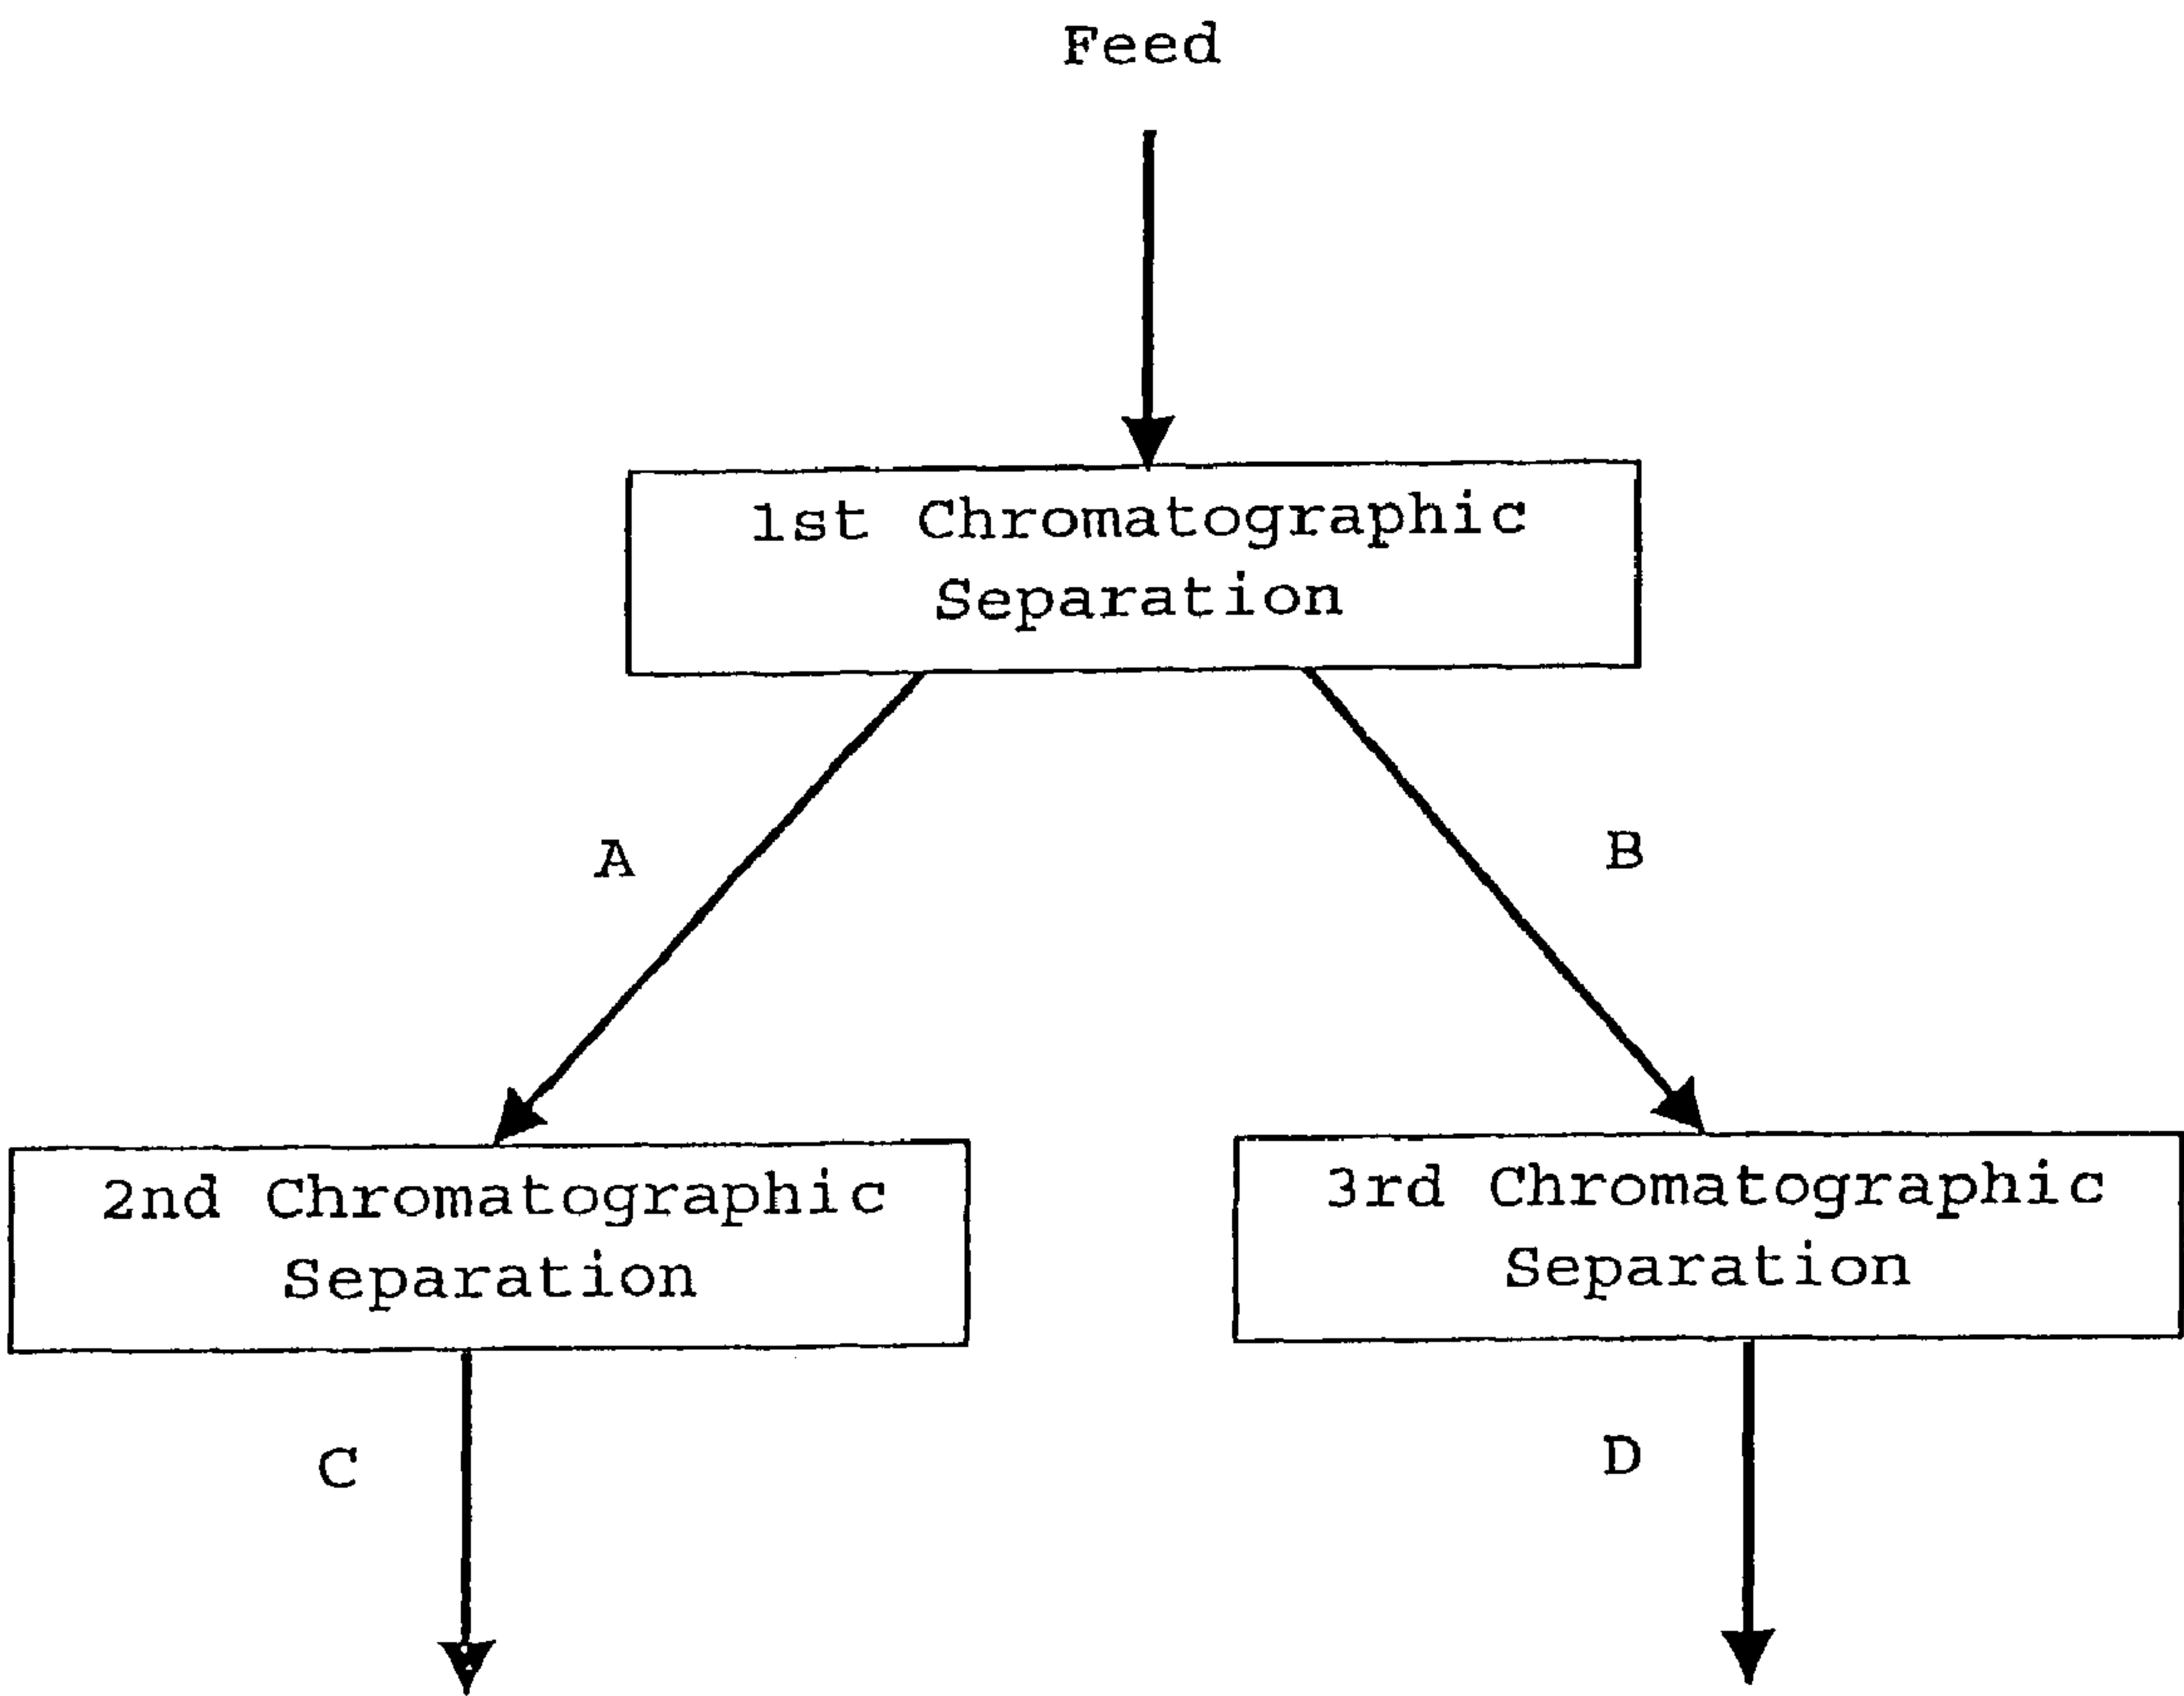 Feed
1st Chromatographic
Separation
A
B
2nd Chromatographic
Separation
3rd Chromatographic
Separation
C
D